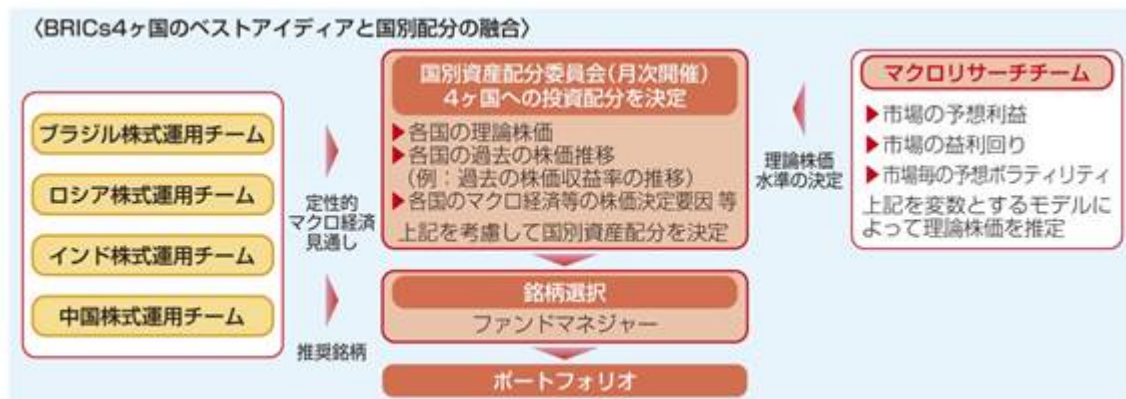 〈BRICs4ヶ国のベストアイディアと国別配分の融合〉
ブラジル株式運用チーム
ロシア株式運用チーム
インド株式運用チーム
中国株式運用チーム
定性的
マクロ経済
見通し
推奨銘柄
国別資産配分委員会(月次開催)
4ヶ国への投資配分を決定
▶各国の理論株価
▶各国の過去の株価推移
(例:過去の株価収益率の推移)
▶各国のマクロ経済等の株価決定要因 等
上記を考慮して国別資産配分を決定
銘柄選択
ファンドマネジャー
ポートフォリオ
理論株価
水準の決定
マクロリサーチチーム
▶市場の予想利益
▶市場の益利回り
▶市場毎の予想ボラティリティ
上記を変数とするモデルに
よって理論株価を推定